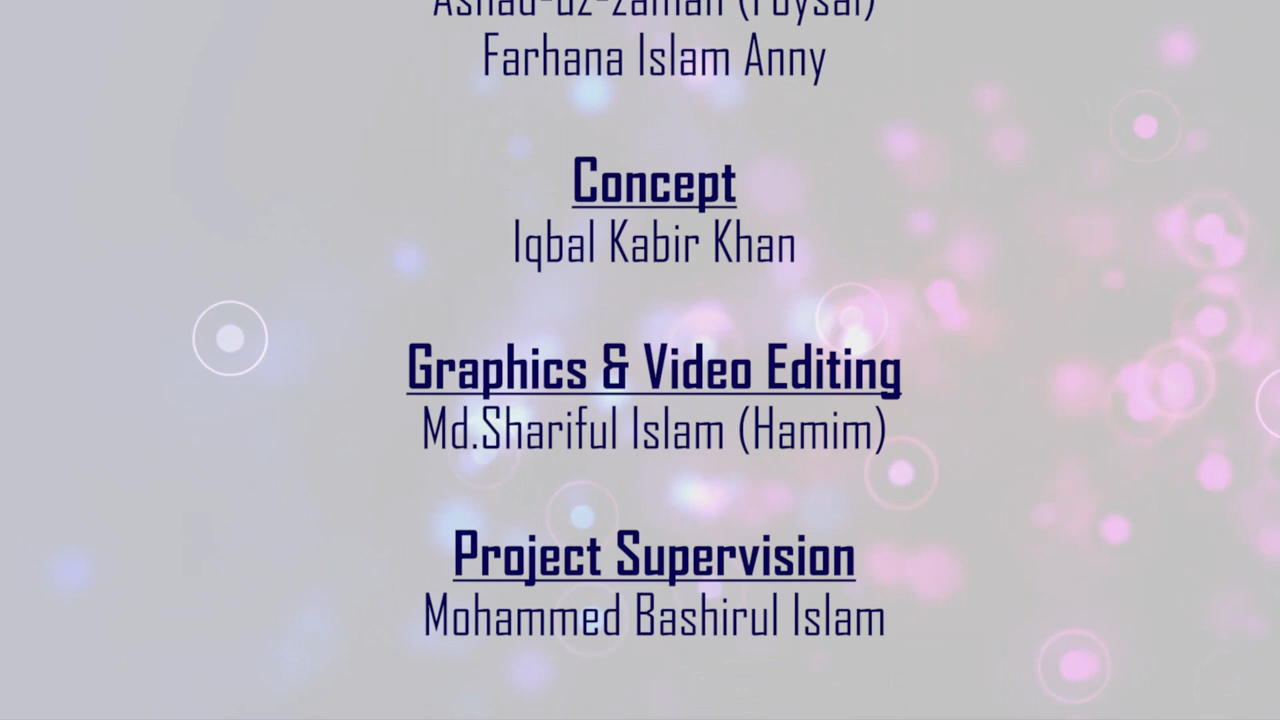 (Foysal)
Farhana Islam Anny
Concept
Iqbal Kabir Khan
Graphics & Video Editing
Md.Shariful Islam (Hamim)
Project Supervision
Mohammed Bashirul Islam